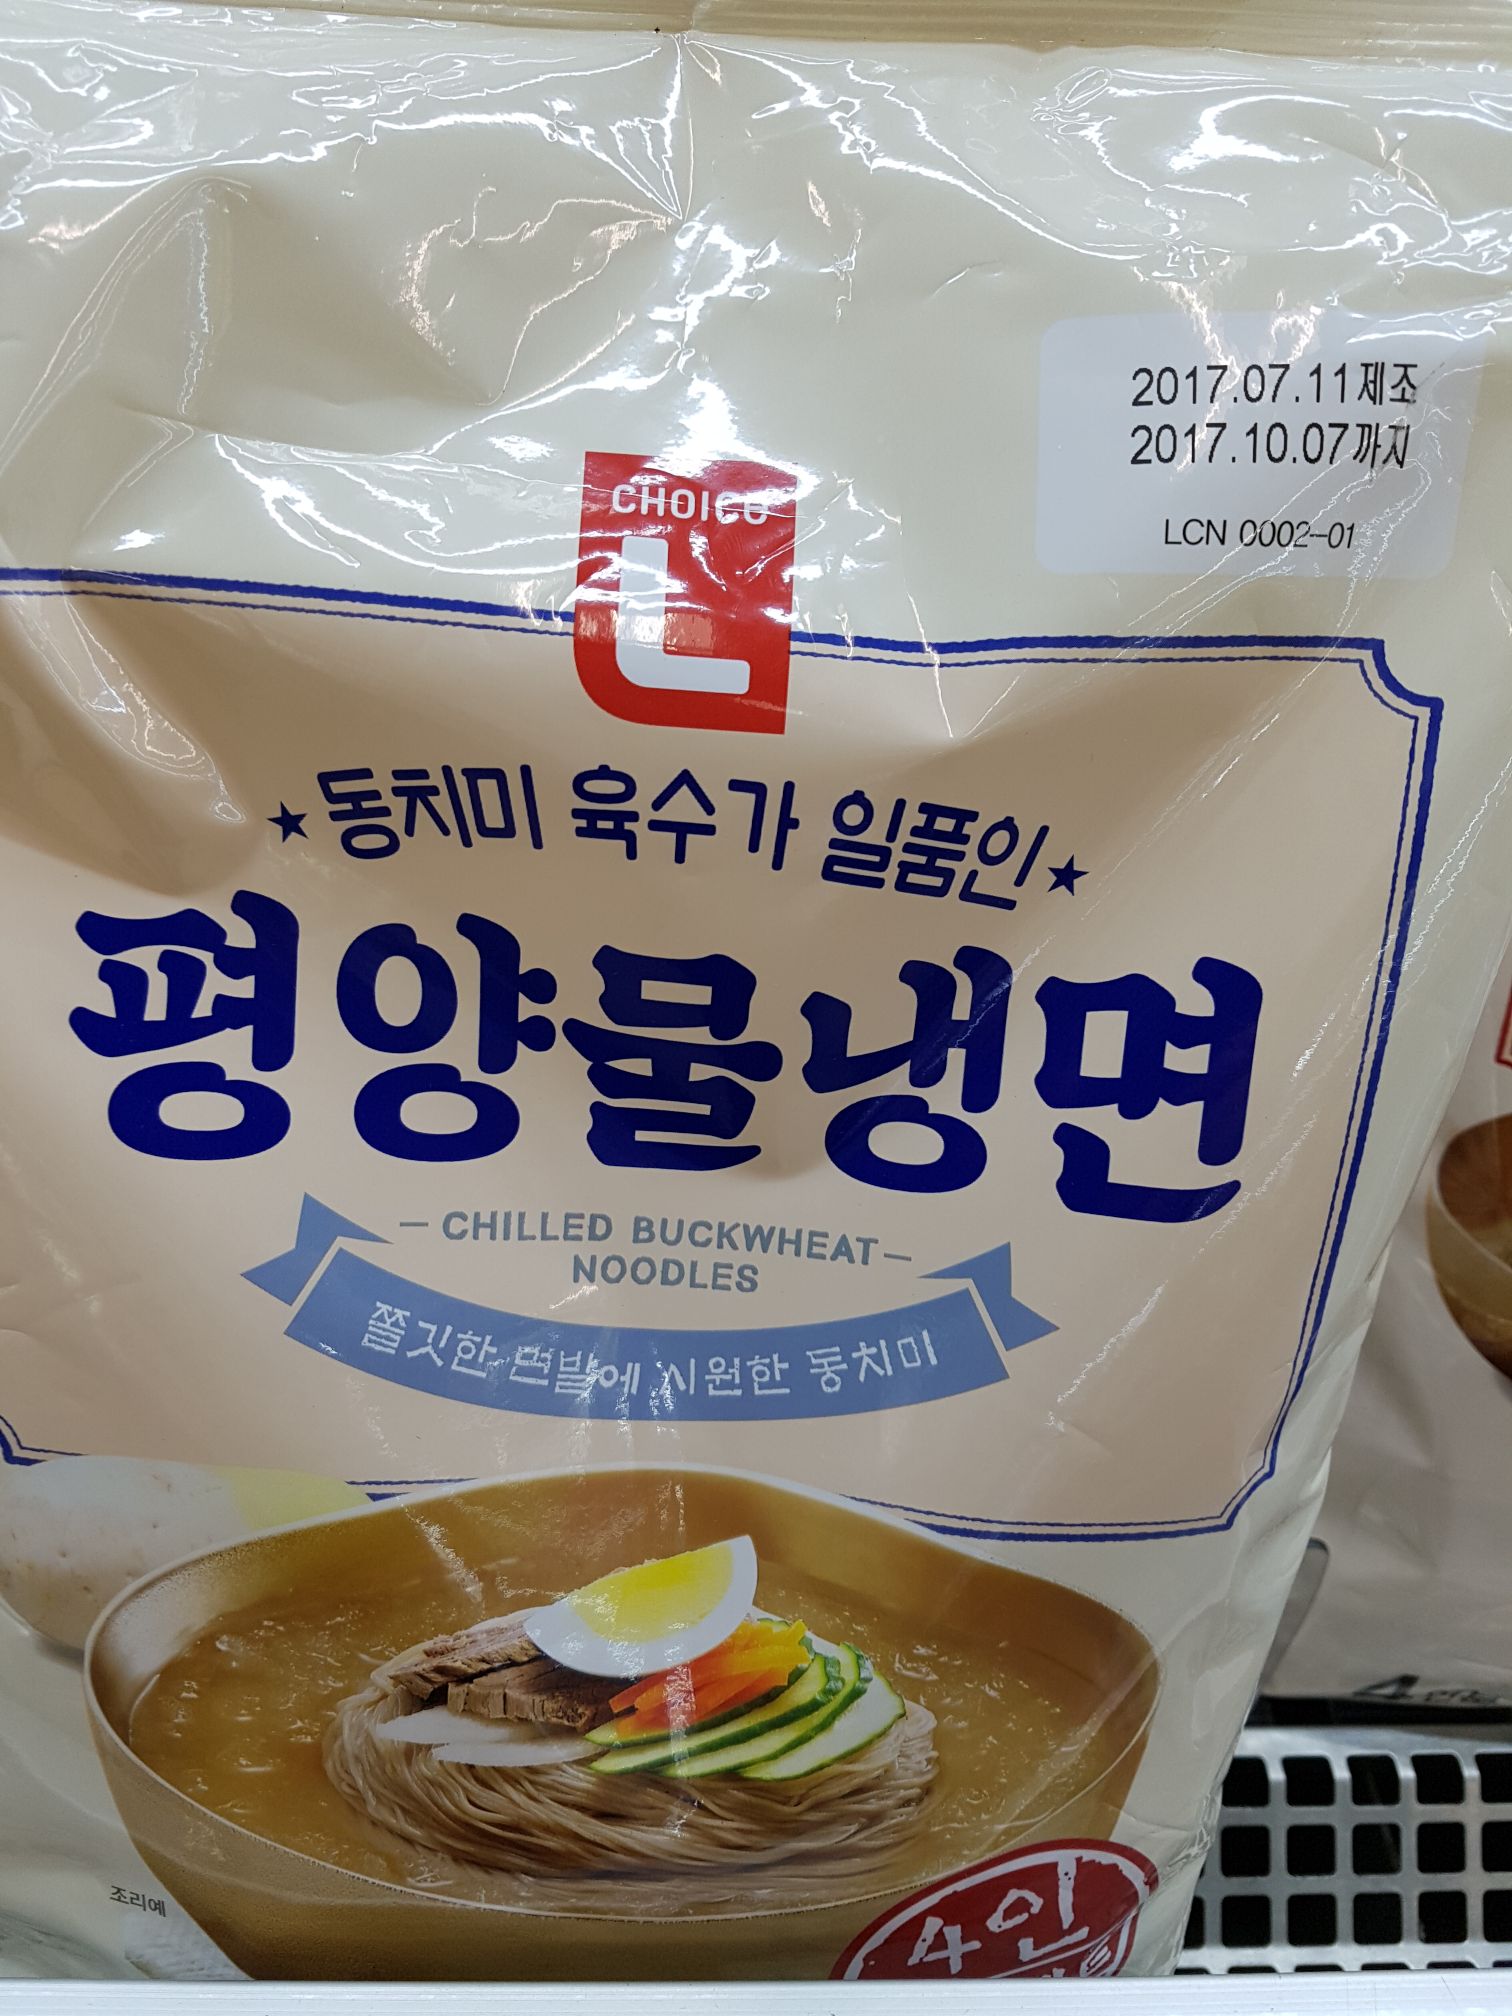 2017.07.11제조
2017.10.07까지
LCN 0002-01
CHOICE
L
동치미 육수가 일품인
평양물냉면
CHILLED BUCKWHEAT
NOODLES
쫄깃한 면발에 시원한 동치미
조리예
4인